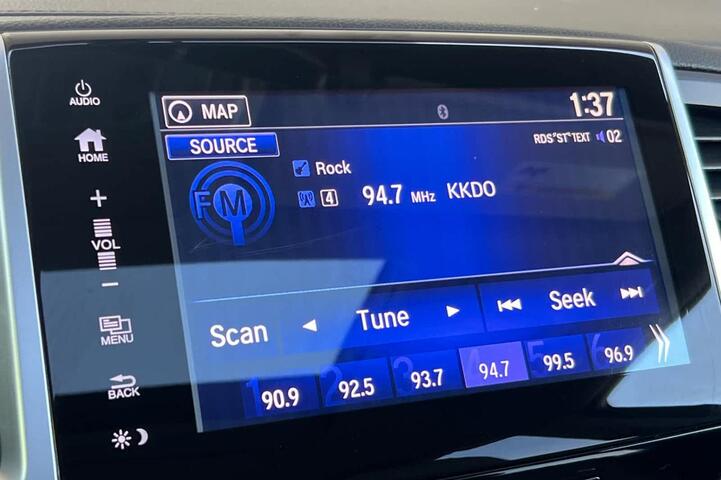 AUDIO
HOME
+
VOL
−
MENU
BACK
MAP
1:37
SOURCE
RDS "ST" TEXT 02
FM
Rock
4 94.7 MHz KKDO
Scan
Tune
Seek
1 90.9
2 92.5
3 93.7
4 94.7
5 99.5
6 96.9